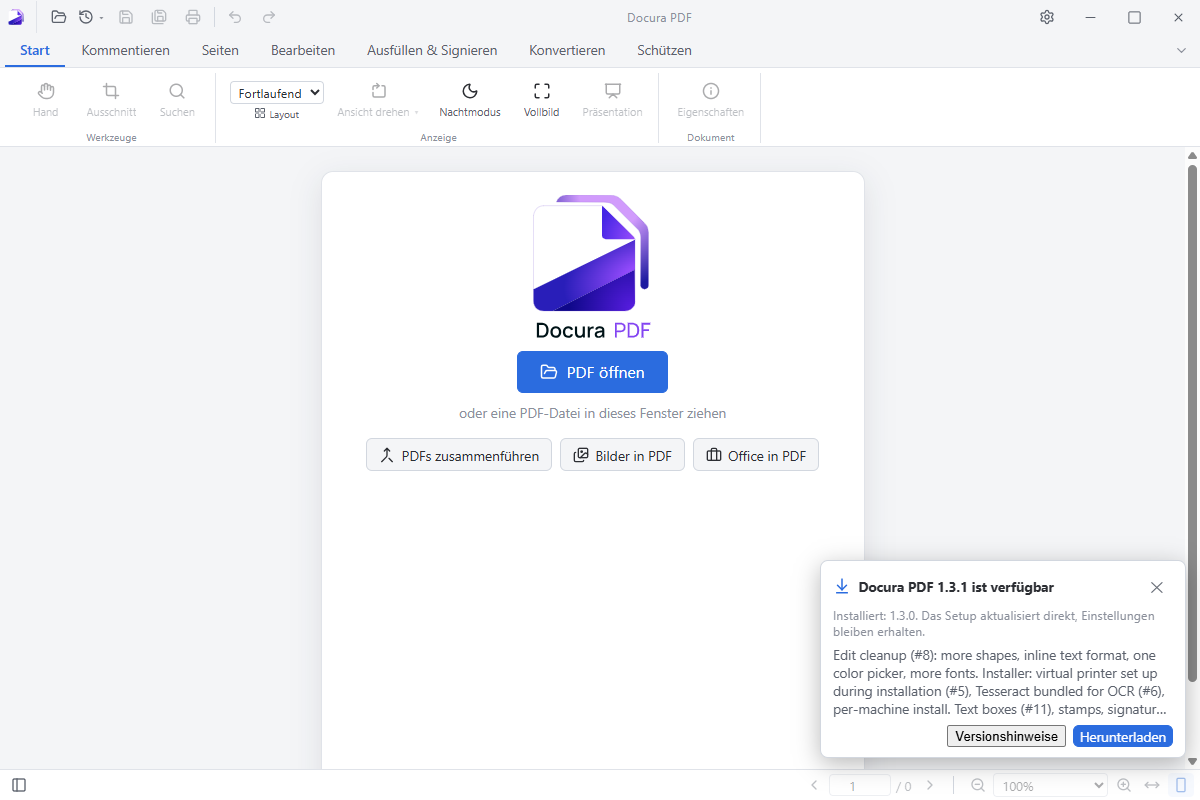 Docura PDF
Start Kommentieren Seiten Bearbeiten Ausfüllen & Signieren Konvertieren Schützen
Hand Ausschnitt Suchen
Werkzeuge
Fortlaufend
Layout
Ansicht drehen Nachtmodus Vollbild Präsentation
Anzeige
Eigenschaften
Dokument
Docura PDF
PDF öffnen
oder eine PDF-Datei in dieses Fenster ziehen
PDFs zusammenführen Bilder in PDF Office in PDF
Docura PDF 1.3.1 ist verfügbar
Installiert: 1.3.0. Das Setup aktualisiert direkt, Einstellungen
bleiben erhalten.
Edit cleanup (#8): more shapes, inline text format, one
color picker, more fonts. Installer: virtual printer set up
during installation (#5), Tesseract bundled for OCR (#6),
per-machine install. Text boxes (#11), stamps, signatur...
Versionshinweise Herunterladen
1 / 0 100%